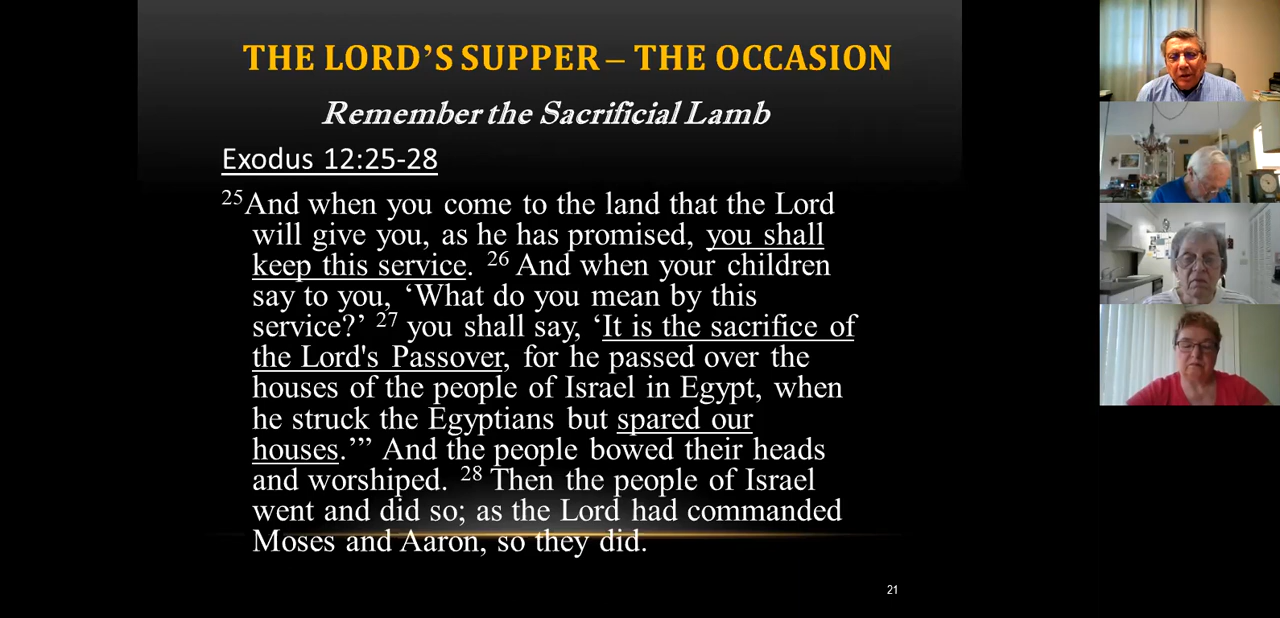 THE LORD’S SUPPER – THE OCCASION
Remember the Sacrificial Lamb
Exodus 12:25-28
25And when you come to the land that the Lord
will give you, as he has promised, you shall
keep this service. 26 And when your children
say to you, ‘What do you mean by this
service?’ 27 you shall say, ‘It is the sacrifice of
the Lord's Passover, for he passed over the
houses of the people of Israel in Egypt, when
he struck the Egyptians but spared our
houses.’” And the people bowed their heads
and worshiped. 28 Then the people of Israel
went and did so; as the Lord had commanded
Moses and Aaron, so they did.
21